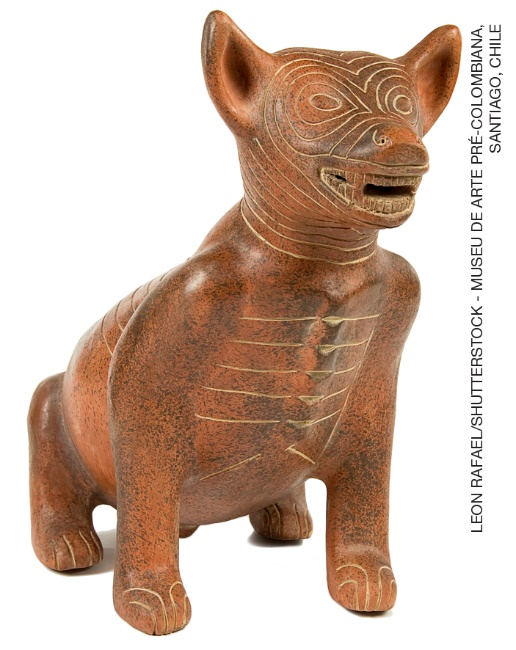 LEON RAFAEL/SHUTTERSTOCK - MUSEU DE ARTE PRÉ-COLOMBIANA,
SANTIAGO, CHILE